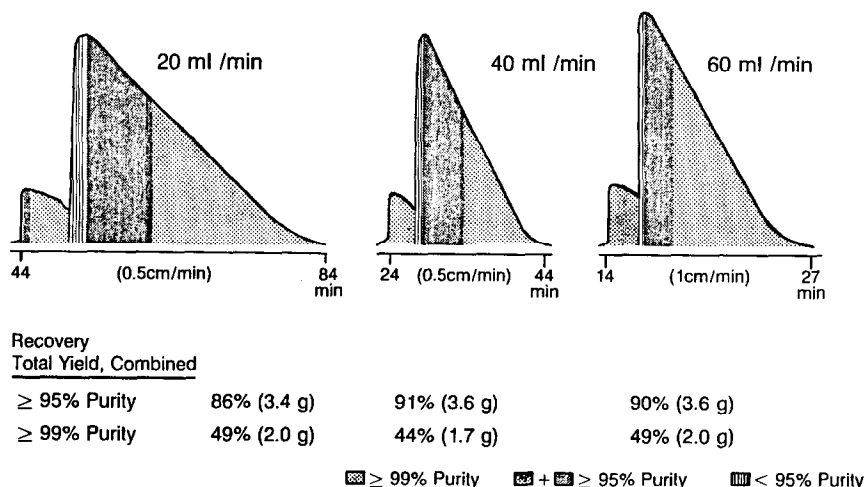 20 ml /min 40 ml /min 60 ml /min
44 (0.5cm/min) 84 min 24 (0.5cm/min) 44 min 14 (1cm/min) 27 min
Recovery
Total Yield, Combined
≥ 95% Purity 86% (3.4 g) 91% (3.6 g) 90% (3.6 g)
≥ 99% Purity 49% (2.0 g) 44% (1.7 g) 49% (2.0 g)
≥ 99% Purity + ≥ 95% Purity < 95% Purity